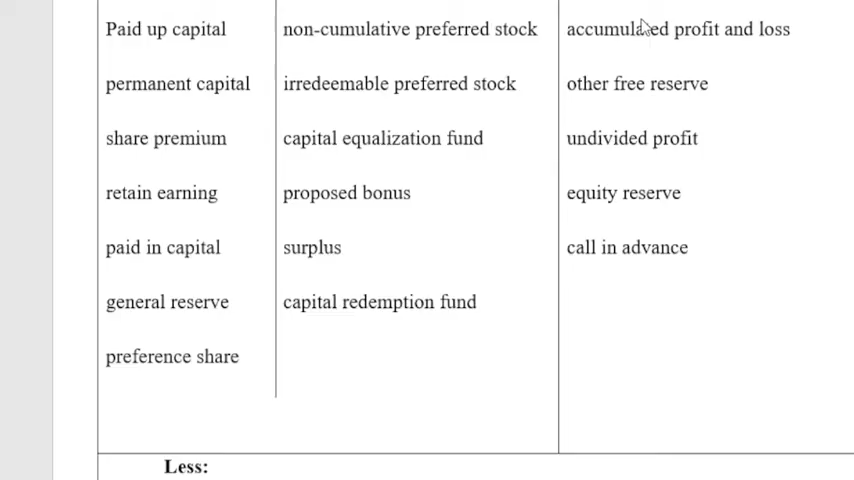 Paid up capital non-cumulative preferred stock accumulated profit and loss
permanent capital irredeemable preferred stock other free reserve
share premium capital equalization fund undivided profit
retain earning proposed bonus equity reserve
paid in capital surplus call in advance
general reserve capital redemption fund
preference share
Less: